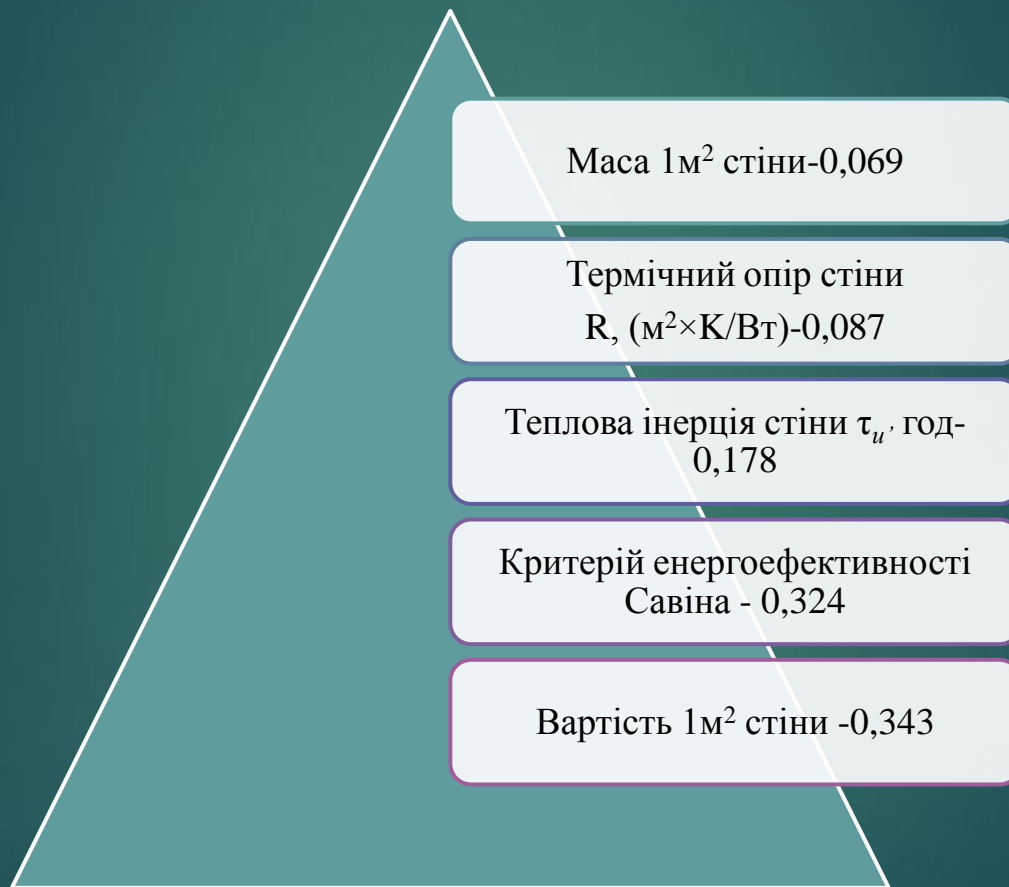 Маса 1м² стіни-0,069
Термічний опір стіни
R, (м²×K/Вт)-0,087
Теплова інерція стіни τᵤ, год-
0,178
Критерій енергоефективності
Савіна - 0,324
Вартість 1м² стіни -0,343